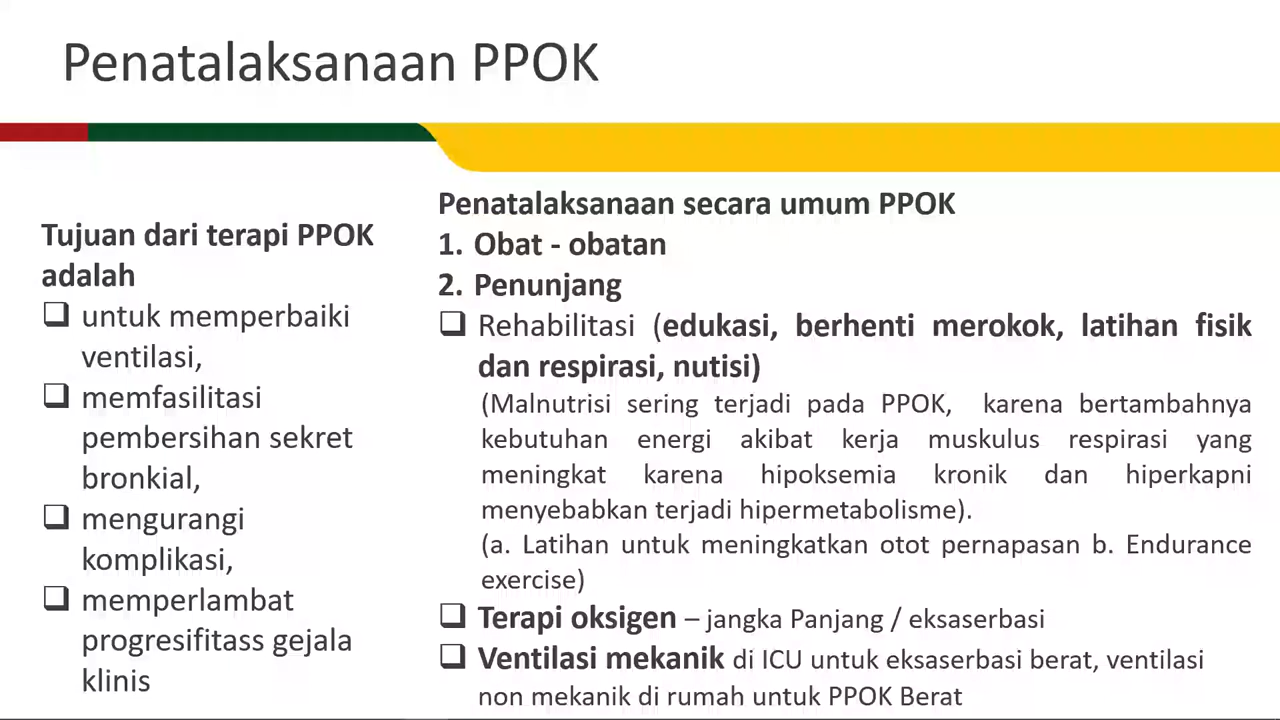 Penatalaksanaan PPOK
Tujuan dari terapi PPOK
adalah
❑ untuk memperbaiki
ventilasi,
❑ memfasilitasi
pembersihan sekret
bronkial,
❑ mengurangi
komplikasi,
❑ memperlambat
progresifitass gejala
klinis
Penatalaksanaan secara umum PPOK
1. Obat - obatan
2. Penunjang
❑ Rehabilitasi (edukasi, berhenti merokok, latihan fisik
dan respirasi, nutisi)
(Malnutrisi sering terjadi pada PPOK, karena bertambahnya
kebutuhan energi akibat kerja muskulus respirasi yang
meningkat karena hipoksemia kronik dan hiperkapni
menyebabkan terjadi hipermetabolisme).
(a. Latihan untuk meningkatkan otot pernapasan b. Endurance
exercise)
❑ Terapi oksigen – jangka Panjang / eksaserbasi
❑ Ventilasi mekanik di ICU untuk eksaserbasi berat, ventilasi
non mekanik di rumah untuk PPOK Berat